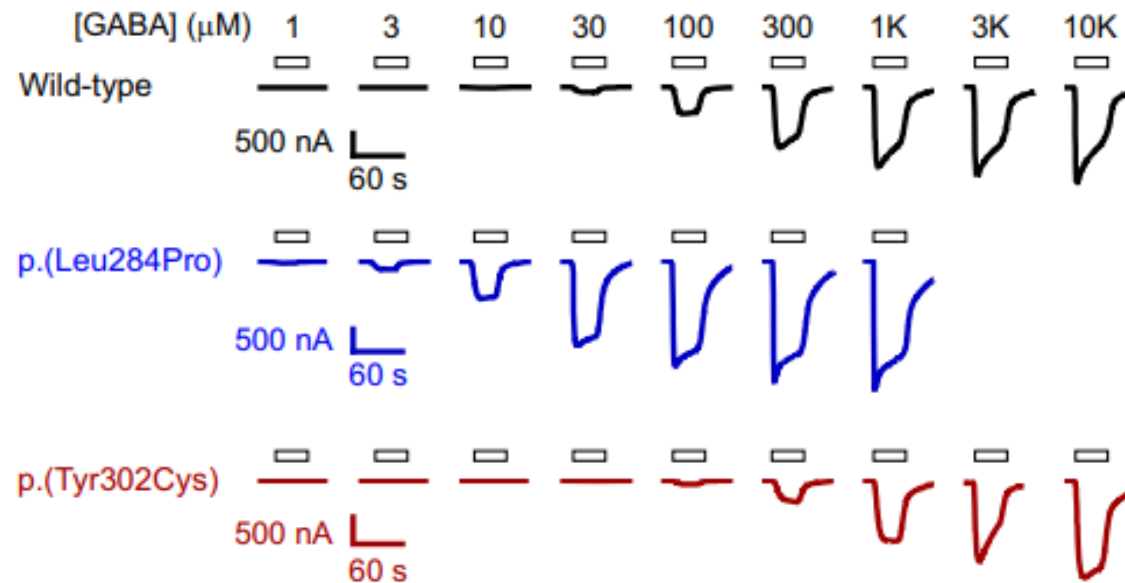 [GABA] (μM) 1 3 10 30 100 300 1K 3K 10K
Wild-type
500 nA
60 s
p.(Leu284Pro)
500 nA
60 s
p.(Tyr302Cys)
500 nA
60 s